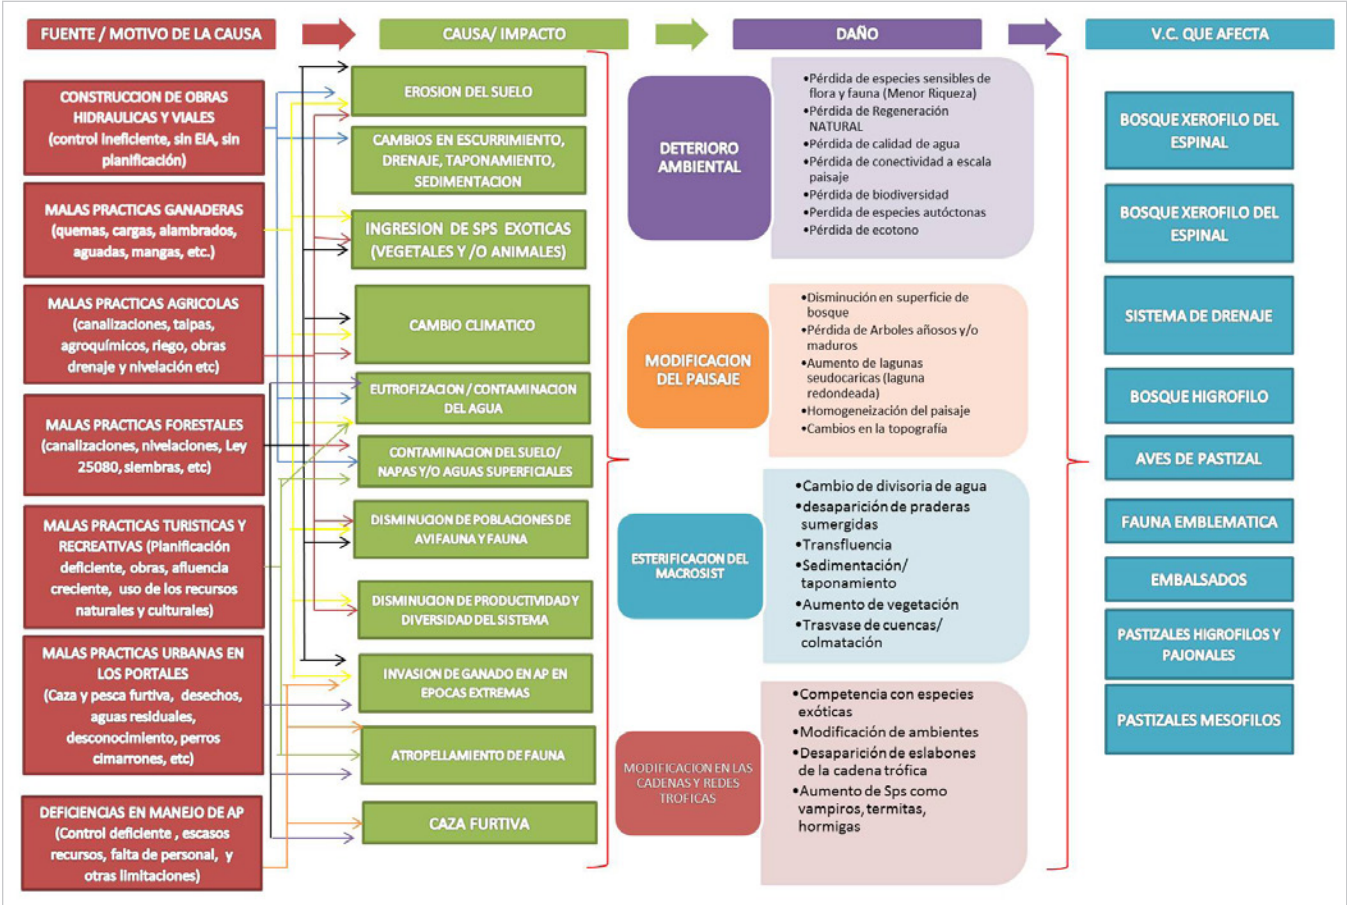 FUENTE / MOTIVO DE LA CAUSA
CAUSA/ IMPACTO
DAÑO
V.C. QUE AFECTA
CONSTRUCCION DE OBRAS
HIDRAULICAS Y VIALES
(control ineficiente, sin EIA, sin
planificación)
MALAS PRACTICAS GANADERAS
(quemas, cargas, alambrados,
aguadas, mangas, etc.)
MALAS PRACTICAS AGRICOLAS
(canalizaciones, taipas,
agroquímicos, riego, obras
drenaje y nivelación etc)
MALAS PRACTICAS FORESTALES
(canalizaciones, nivelaciones, Ley
25080, siembras, etc)
MALAS PRACTICAS TURISTICAS Y
RECREATIVAS (Planificación
deficiente, obras, afluencia
creciente, uso de los recursos
naturales y culturales)
MALAS PRACTICAS URBANAS EN
LOS PORTALES
(Caza y pesca furtiva, desechos,
aguas residuales,
desconocimiento, perros
cimarrones, etc)
DEFICIENCIAS EN MANEJO DE AP
(Control deficiente , escasos
recursos, falta de personal, y
otras limitaciones)
EROSION DEL SUELO
CAMBIOS EN ESCURRIMIENTO,
DRENAJE, TAPONAMIENTO,
SEDIMENTACION
INGRESION DE SPS EXOTICAS
(VEGETALES Y /O ANIMALES)
CAMBIO CLIMATICO
EUTROFIZACION / CONTAMINACION
DEL AGUA
CONTAMINACION DEL SUELO/
NAPAS Y/O AGUAS SUPERFICIALES
DISMINUCION DE POBLACIONES DE
AVIFAUNA Y FAUNA
DISMINUCION DE PRODUCTIVIDAD Y
DIVERSIDAD DEL SISTEMA
INVASION DE GANADO EN AP EN
EPOCAS EXTREMAS
ATROPELLAMIENTO DE FAUNA
CAZA FURTIVA
DETERIORO
AMBIENTAL
•Pérdida de especies sensibles de
flora y fauna (Menor Riqueza)
•Pérdida de Regeneración
NATURAL
•Pérdida de calidad de agua
•Pérdida de conectividad a escala
paisaje
•Pérdida de biodiversidad
•Perdida de especies autóctonas
•Pérdida de ecotono
MODIFICACION
DEL PAISAJE
•Disminución en superficie de
bosque
•Pérdida de Arboles añosos y/o
maduros
•Aumento de lagunas
seudocaricas (laguna
redondeada)
•Homogeneización del paisaje
•Cambios en la topografía
ESTERIFICACION DEL
MACROSIST
•Cambio de divisoria de agua
•desaparición de praderas
sumergidas
•Transfluencia
•Sedimentación/
taponamiento
•Aumento de vegetación
•Trasvase de cuencas/
colmatación
MODIFICACION EN LAS
CADENAS Y REDES
TROFICAS
•Competencia con especies
exóticas
•Modificación de ambientes
•Desaparición de eslabones
de la cadena trófica
•Aumento de Sps como
vampiros, termitas,
hormigas
BOSQUE XEROFILO DEL
ESPINAL
BOSQUE XEROFILO DEL
ESPINAL
SISTEMA DE DRENAJE
BOSQUE HIGROFILO
AVES DE PASTIZAL
FAUNA EMBLEMATICA
EMBALSADOS
PASTIZALES HIGROFILOS Y
PAJONALES
PASTIZALES MESOFILOS